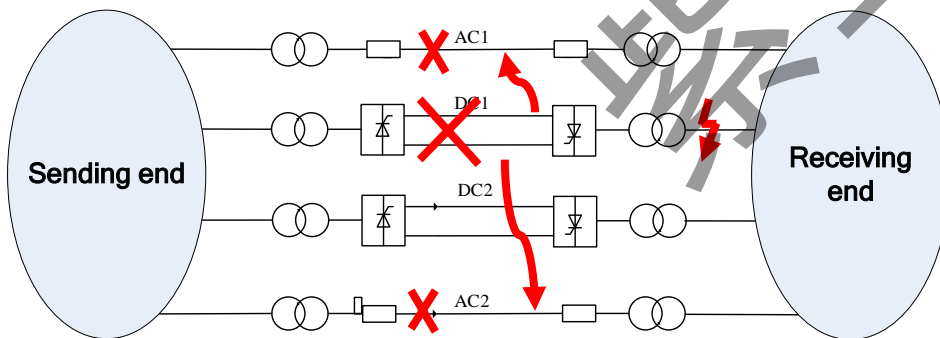 AC1
DC1
Sending end
Receiving
end
DC2
AC2